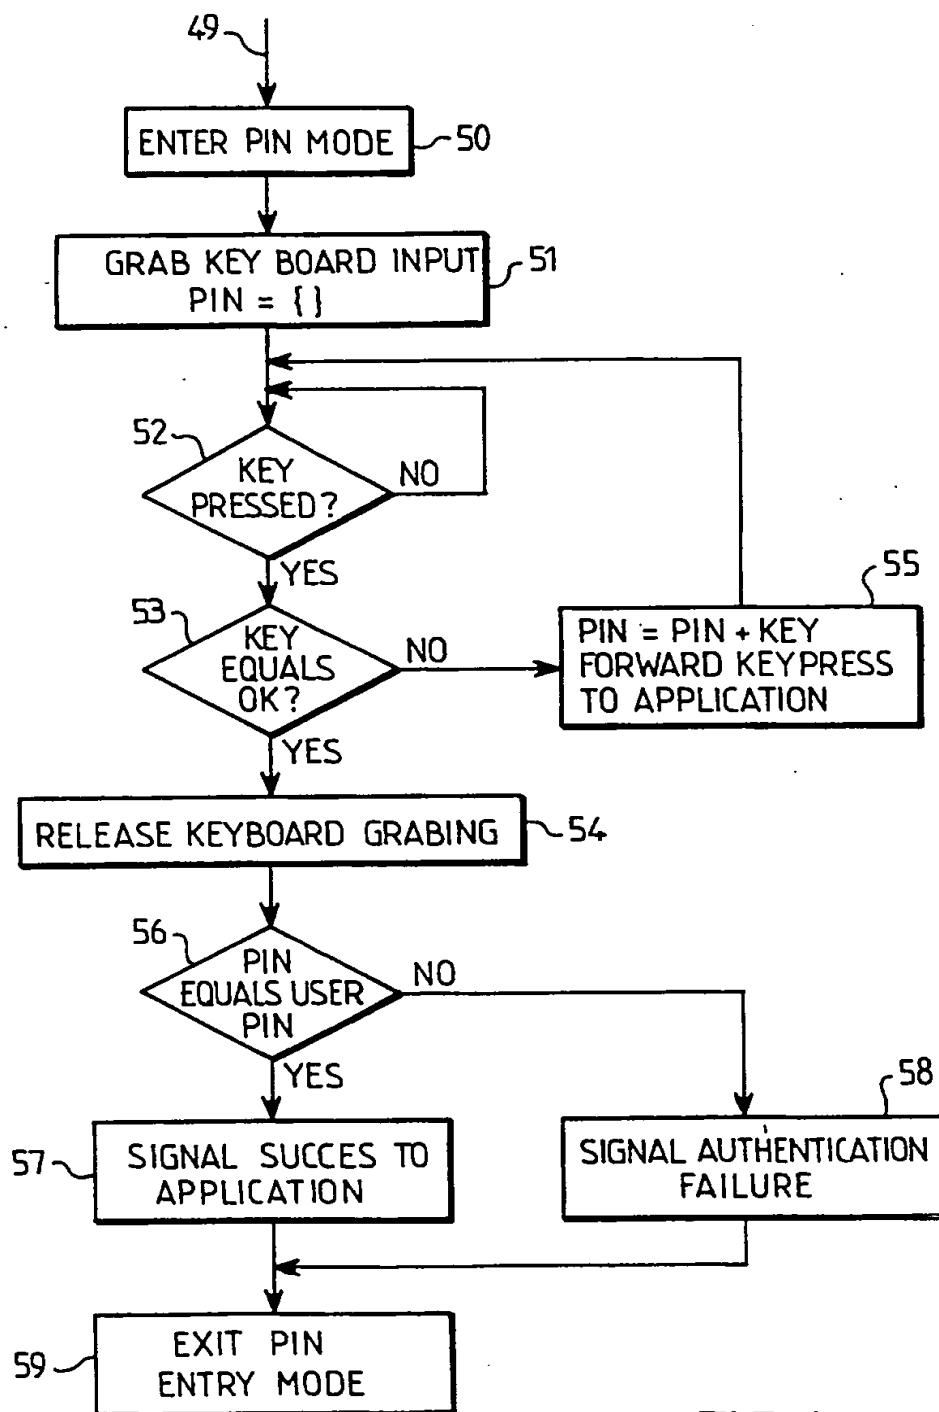 49
ENTER PIN MODE
50
GRAB KEY BOARD INPUT
PIN = { }
51
52
KEY
PRESSED?
NO
YES
53
KEY
EQUALS
OK?
NO
YES
55
PIN = PIN + KEY
FORWARD KEYPRESS
TO APPLICATION
RELEASE KEYBOARD GRABING
54
56
PIN
EQUALS USER
PIN
NO
YES
57
SIGNAL SUCCES TO
APPLICATION
58
SIGNAL AUTHENTICATION
FAILURE
59
EXIT PIN
ENTRY MODE